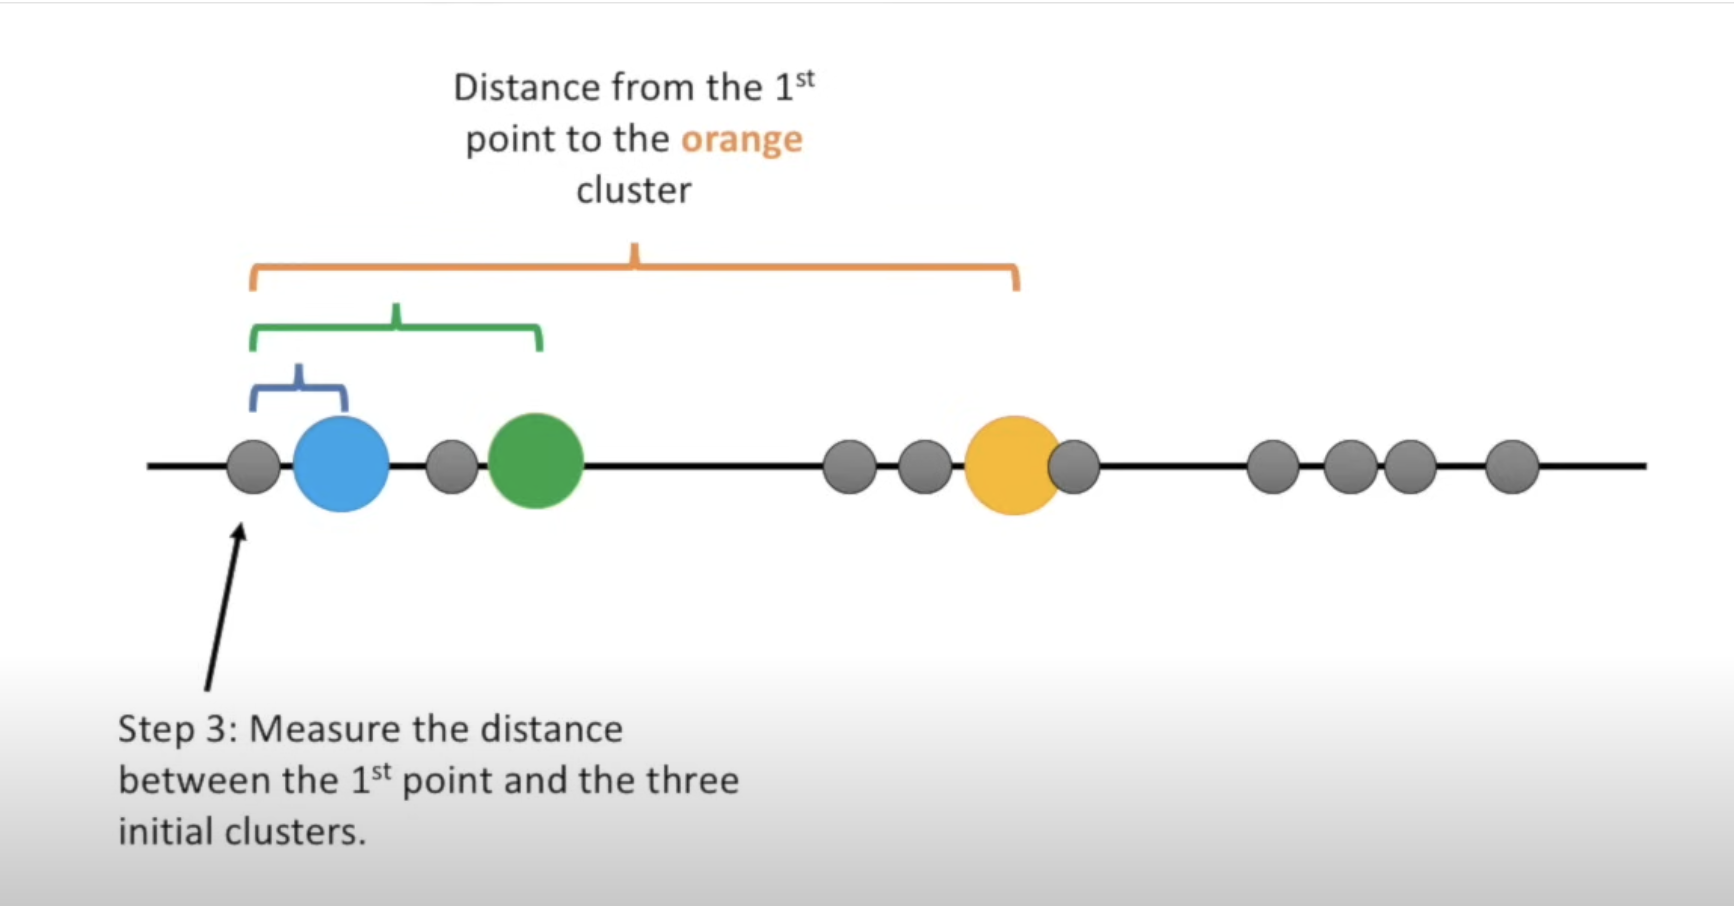 Distance from the 1st
point to the orange
cluster
Step 3: Measure the distance
between the 1st point and the three
initial clusters.